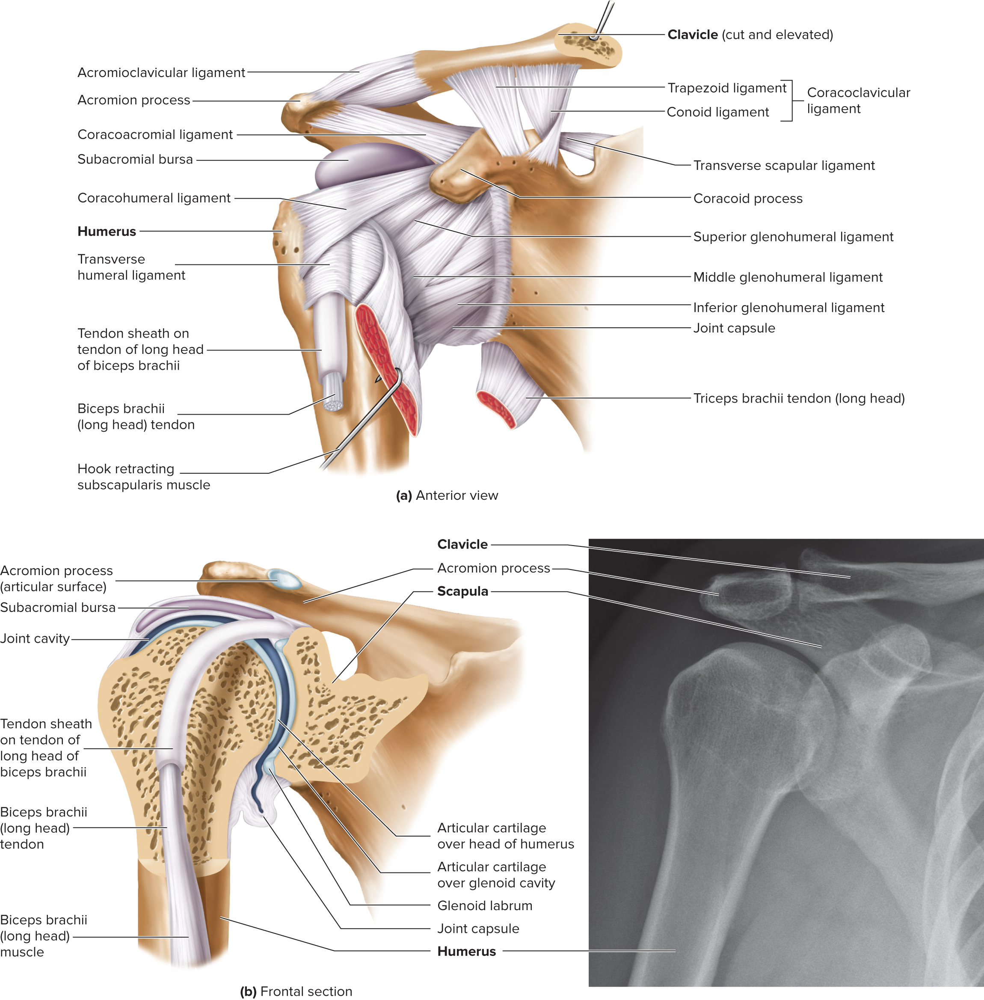 Clavicle (cut and elevated)
Acromioclavicular ligament
Acromion process
Coracoacromial ligament
Subacromial bursa
Coracohumeral ligament
Humerus
Transverse
humeral ligament
Tendon sheath on
tendon of long head
of biceps brachii
Biceps brachii
(long head) tendon
Hook retracting
subscapularis muscle
Trapezoid ligament
Conoid ligament
Coracoclavicular
ligament
Transverse scapular ligament
Coracoid process
Superior glenohumeral ligament
Middle glenohumeral ligament
Inferior glenohumeral ligament
Joint capsule
Triceps brachii tendon (long head)
(a) Anterior view
Acromion process
(articular surface)
Subacromial bursa
Joint cavity
Tendon sheath
on tendon of
long head of
biceps brachii
Biceps brachii
(long head)
tendon
Biceps brachii
(long head)
muscle
Clavicle
Acromion process
Scapula
Articular cartilage
over head of humerus
Articular cartilage
over glenoid cavity
Glenoid labrum
Joint capsule
Humerus
(b) Frontal section